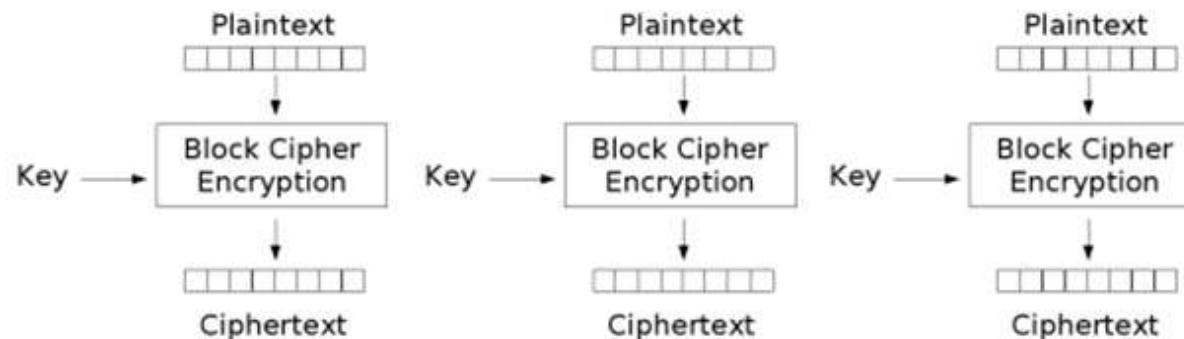 Plaintext Plaintext Plaintext
Block Cipher Block Cipher Block Cipher
Key Encryption Key Encryption Key Encryption
Ciphertext Ciphertext Ciphertext